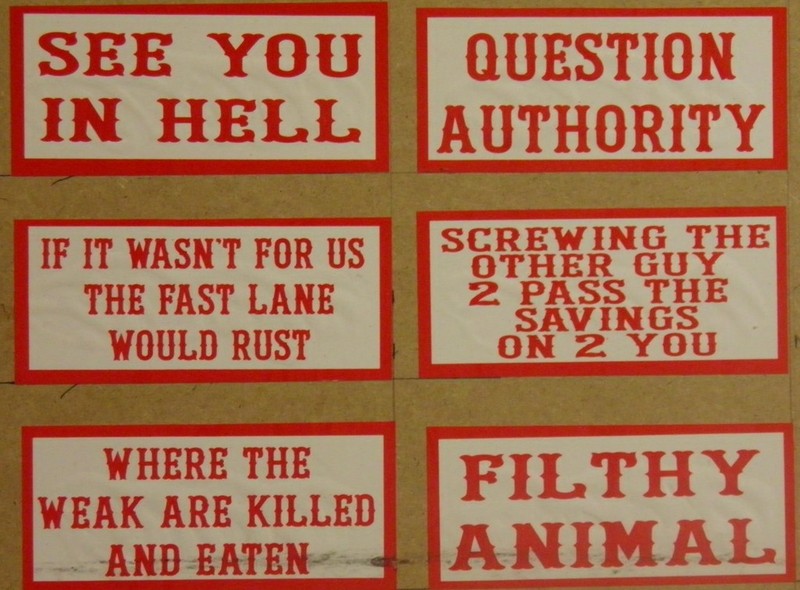 SEE YOU
IN HELL
QUESTION
AUTHORITY
IF IT WASN'T FOR US
THE FAST LANE
WOULD RUST
SCREWING THE
OTHER GUY
2 PASS THE
SAVINGS
ON 2 YOU
WHERE THE
WEAK ARE KILLED
AND EATEN
FILTHY
ANIMAL